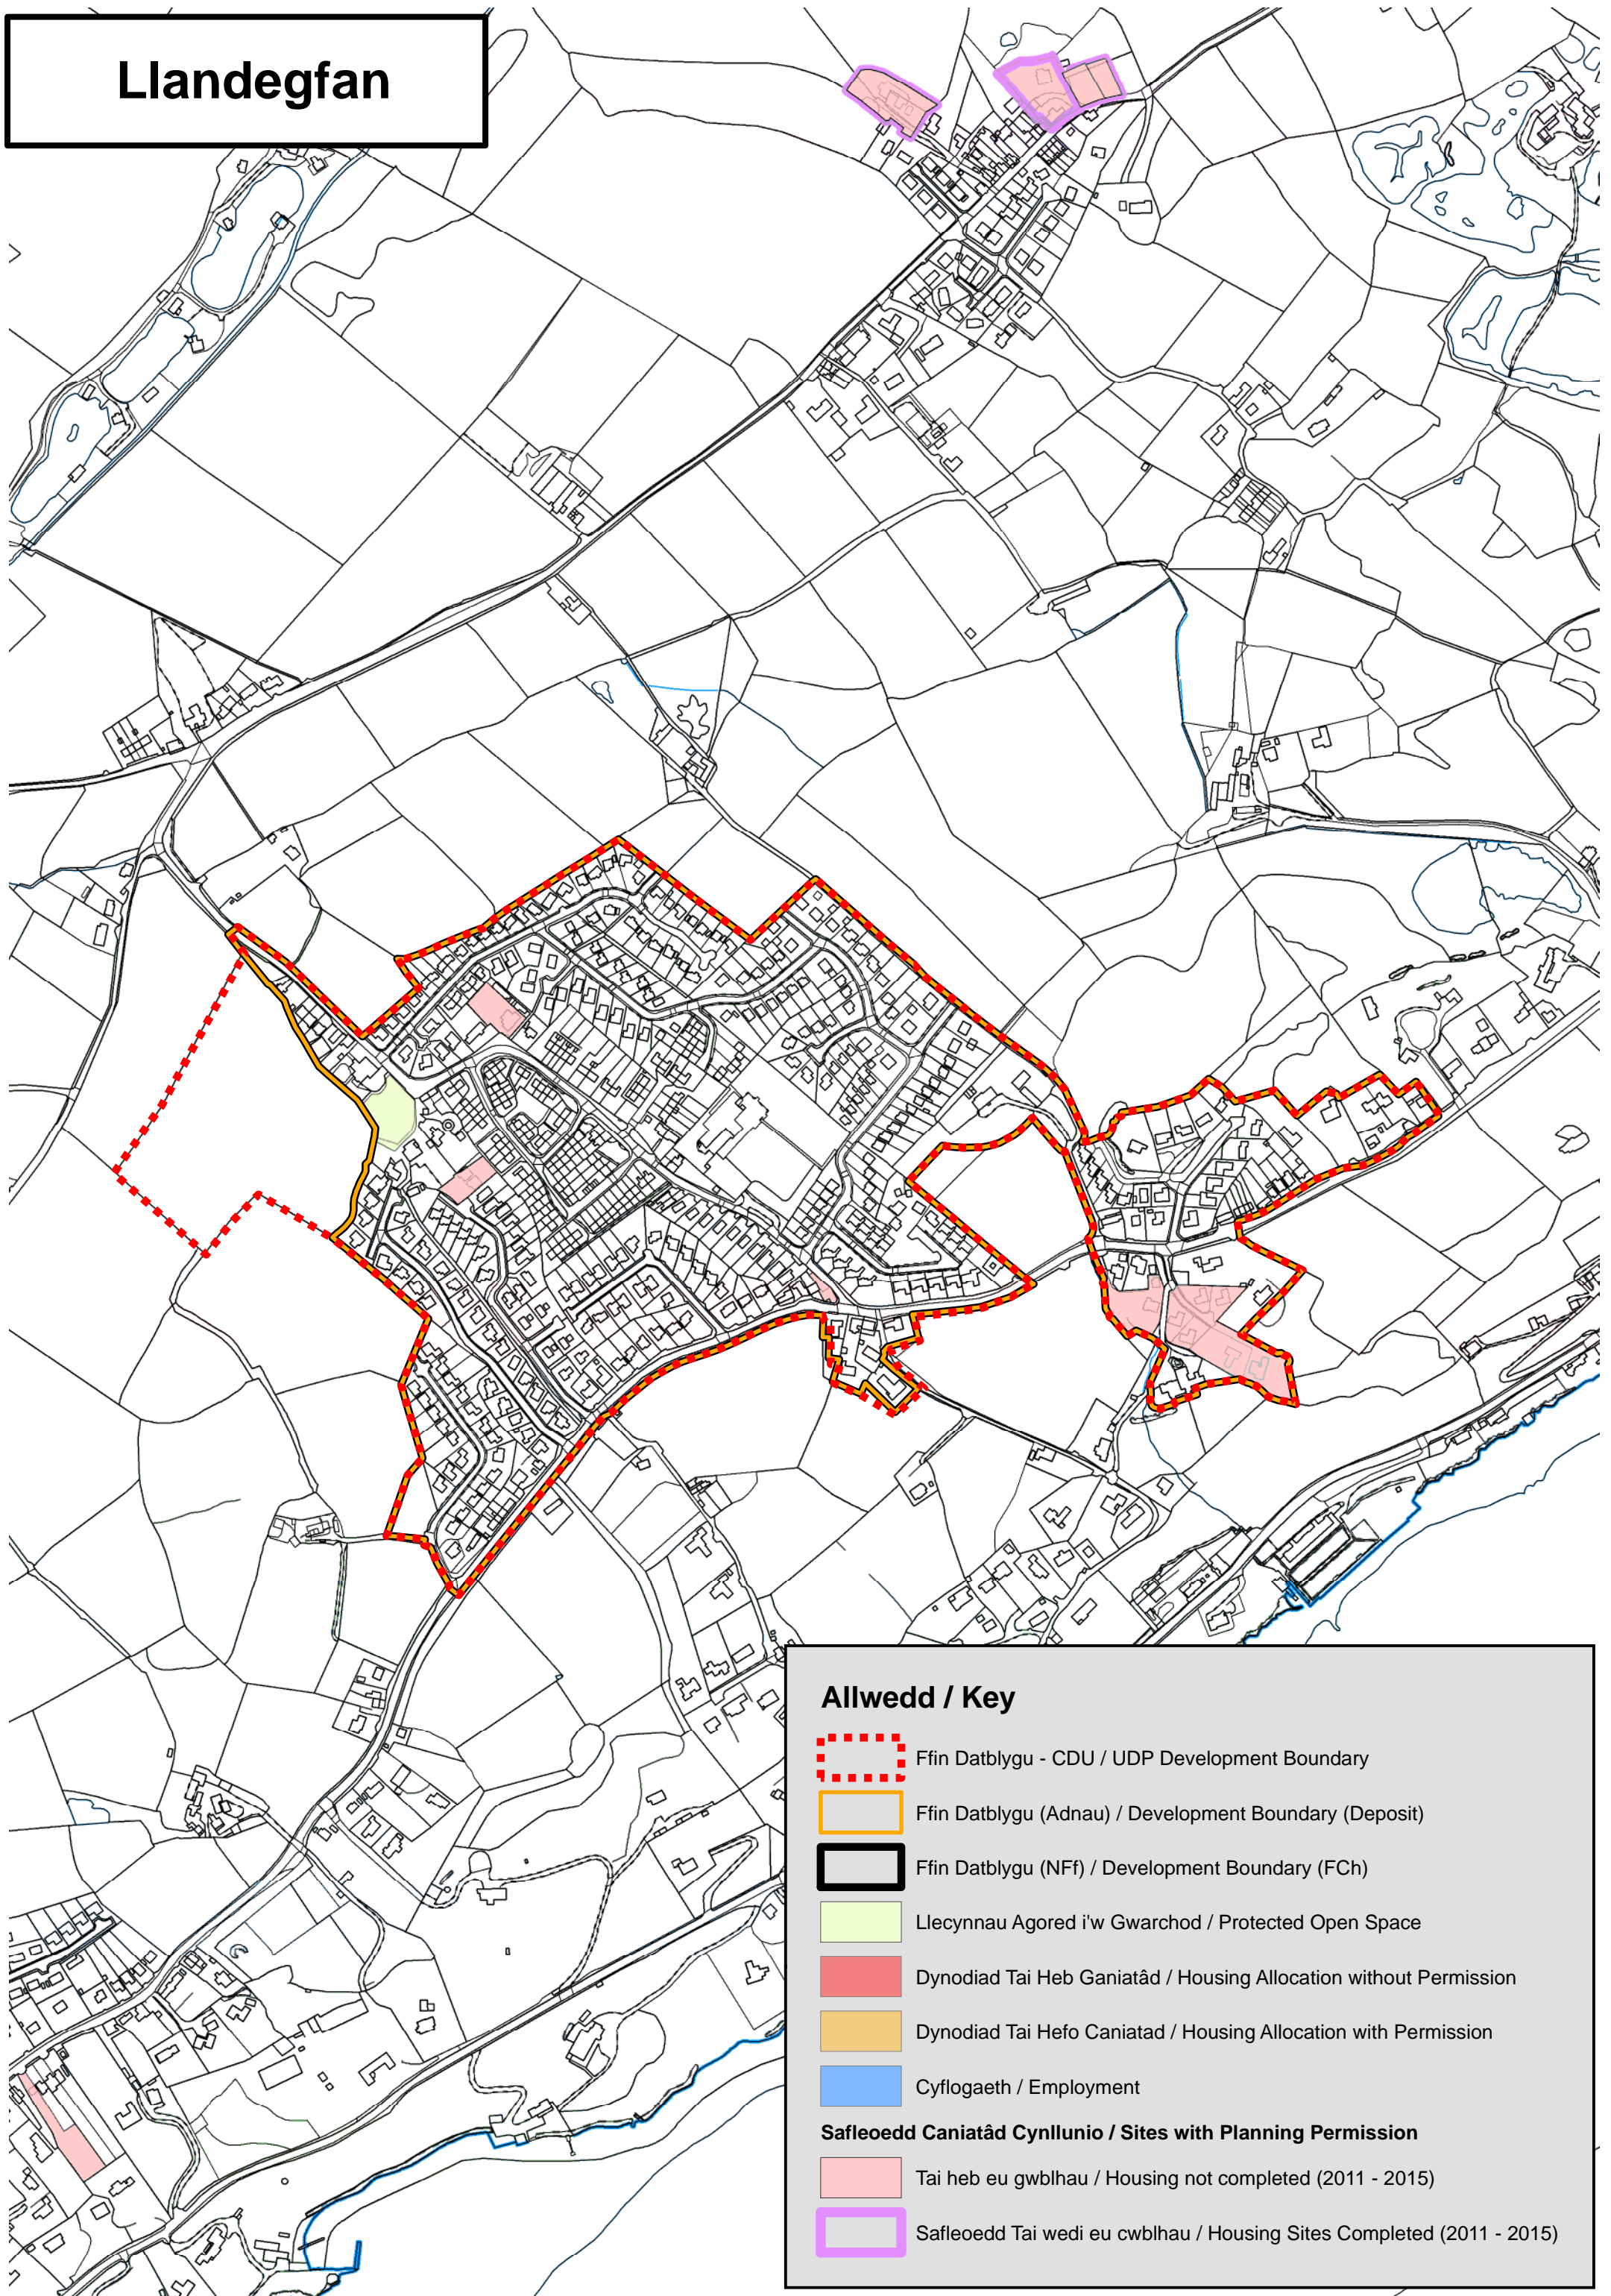 Llandegfan
Allwedd / Key
Ffin Datblygu - CDU / UDP Development Boundary
Ffin Datblygu (Adnau) / Development Boundary (Deposit)
Ffin Datblygu (NFf) / Development Boundary (FCh)
Llecynnau Agored i'w Gwarchod / Protected Open Space
Dynodiad Tai Heb Ganiatâd / Housing Allocation without Permission
Dynodiad Tai Hefo Caniatad / Housing Allocation with Permission
Cyflogaeth / Employment
Safleoedd Caniatâd Cynllunio / Sites with Planning Permission
Tai heb eu gwblhau / Housing not completed (2011 - 2015)
Safleoedd Tai wedi eu cwblhau / Housing Sites Completed (2011 - 2015)